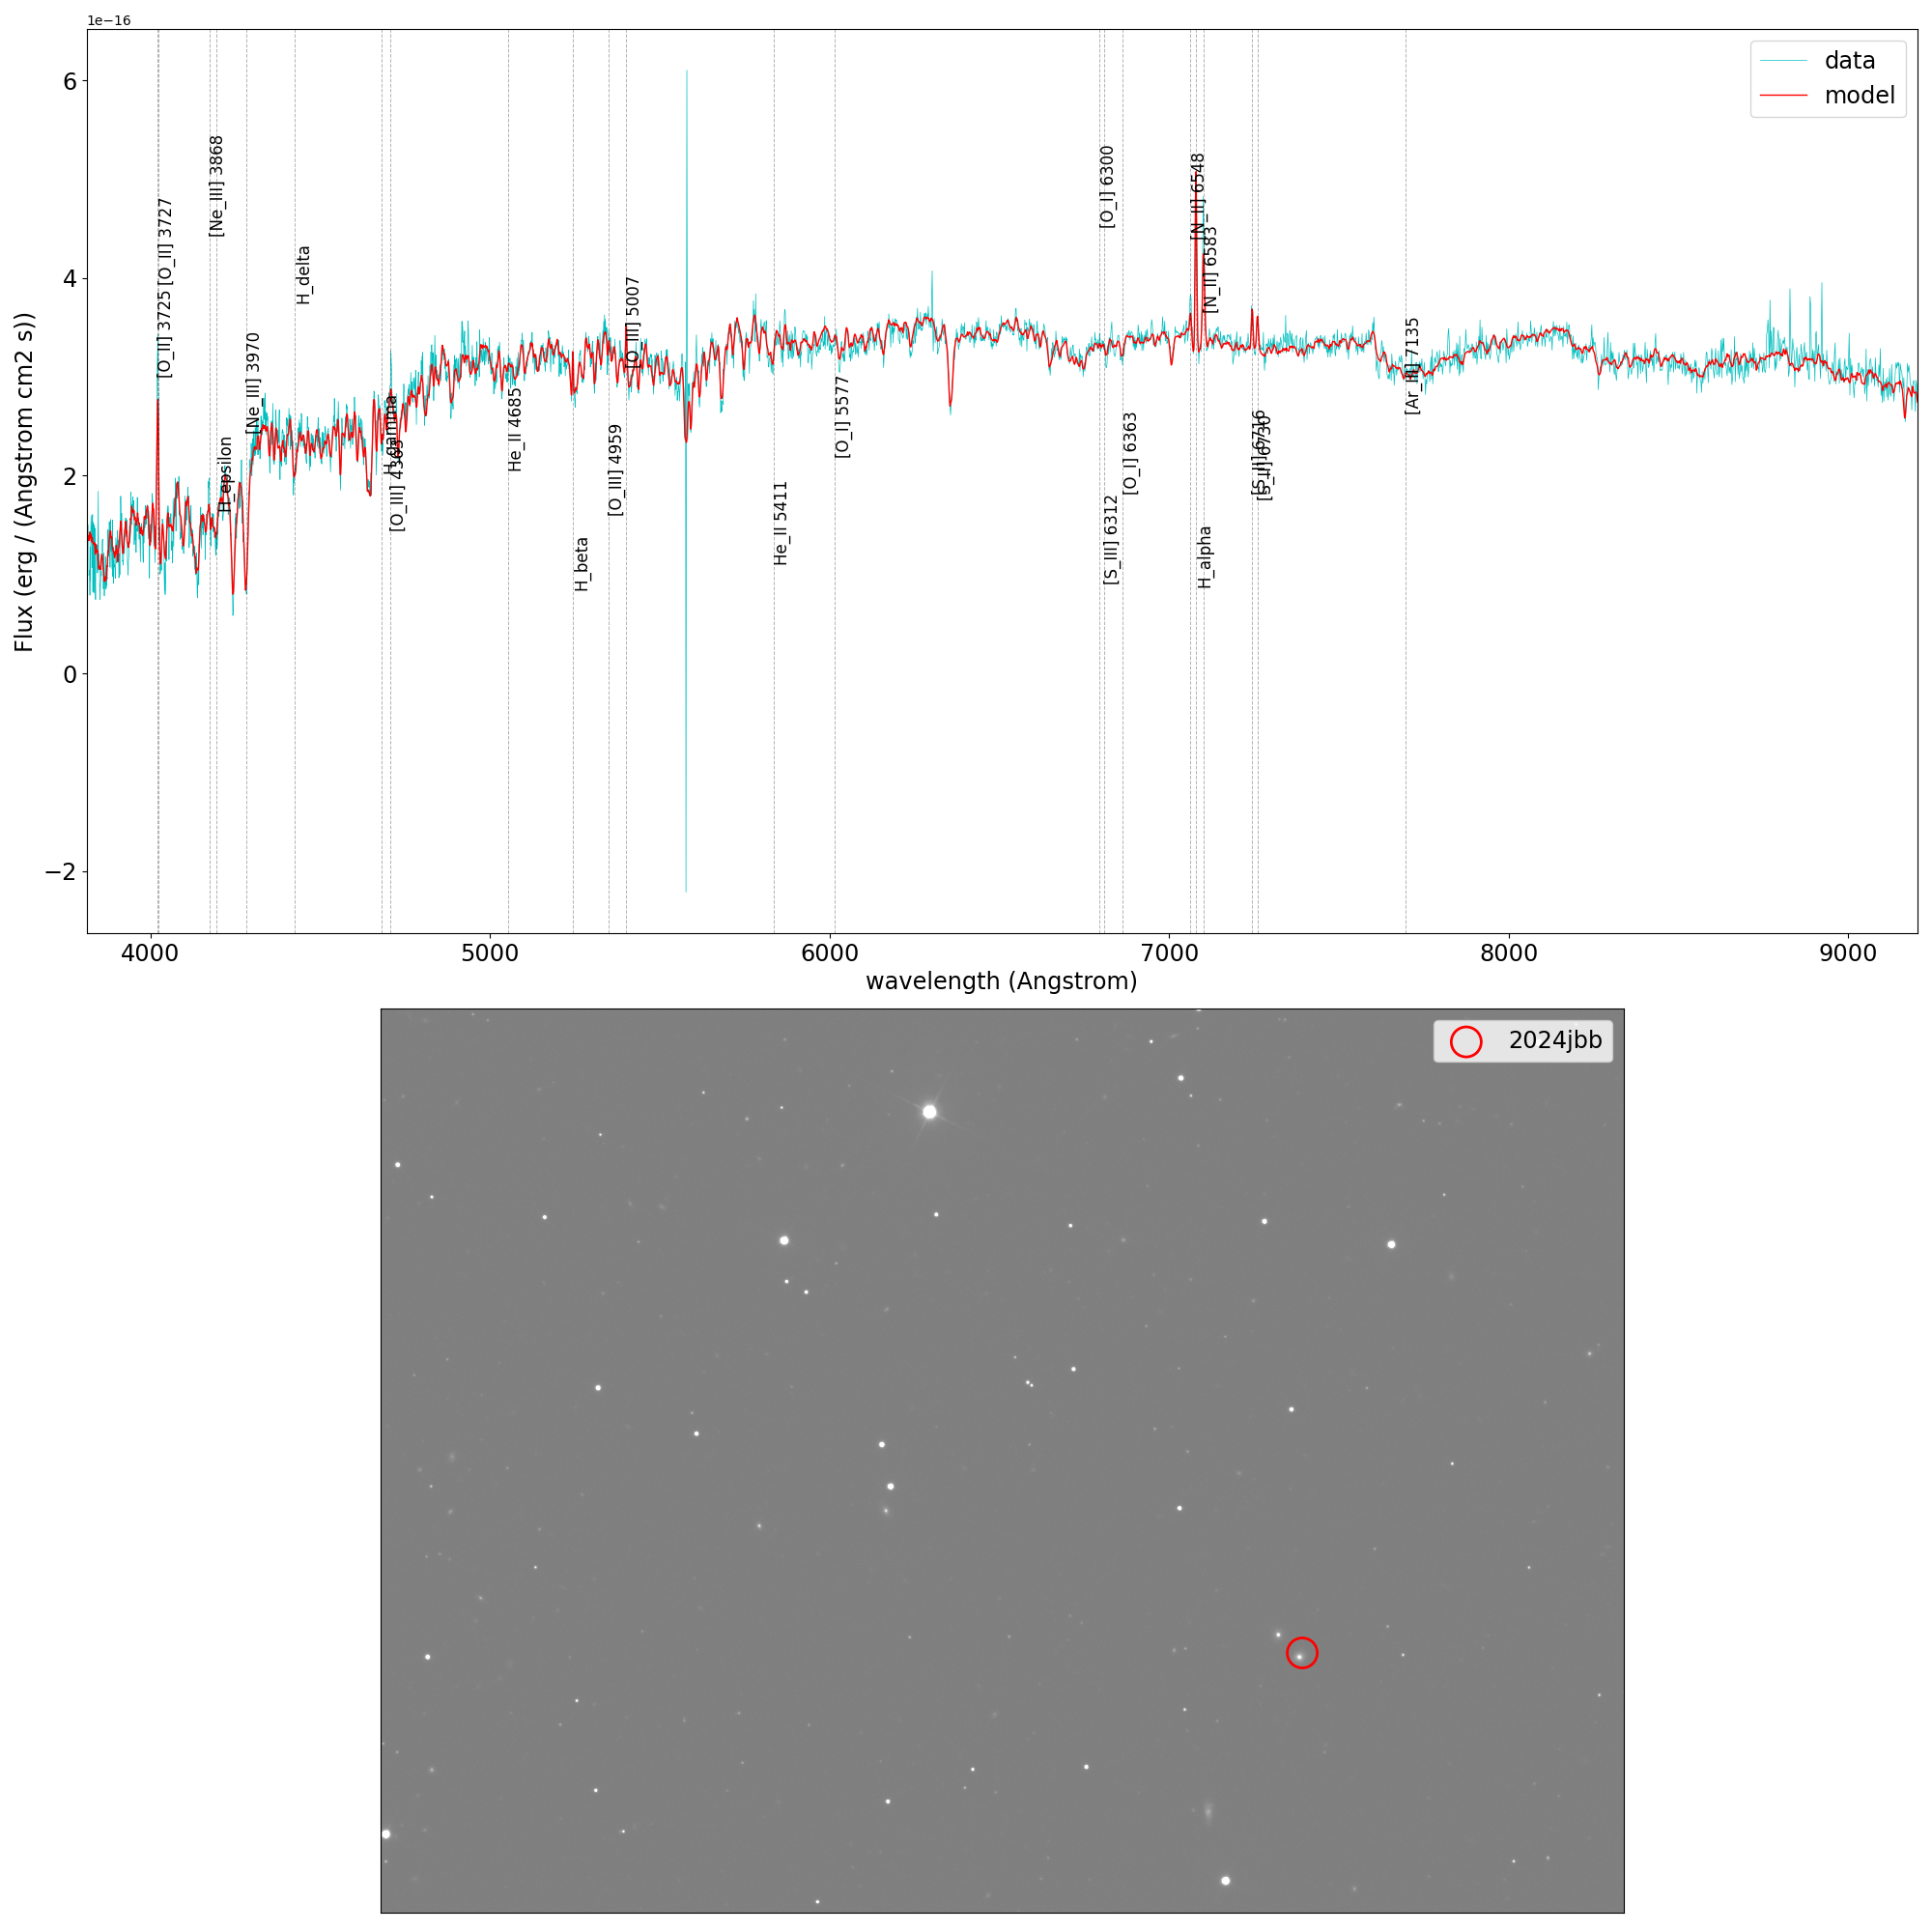 1e−16
data
model
[O_II] 3725
[O_II] 3727
[Ne_III] 3868
H_epsilon
[Ne_III] 3970
H_delta
H_gamma
[O_III] 4363
He_II 4685
H_beta
[O_III] 4959
[O_III] 5007
He_II 5411
[O_I] 5577
[O_I] 6300
[S_III] 6312
[O_I] 6363
[N_II] 6548
H_alpha
[N_II] 6583
[S_II] 6716
[S_II] 6730
[Ar_III] 7135
6
4
2
0
−2
Flux (erg / (Angstrom cm2 s))
4000 5000 6000 7000 8000 9000
wavelength (Angstrom)
2024jbb